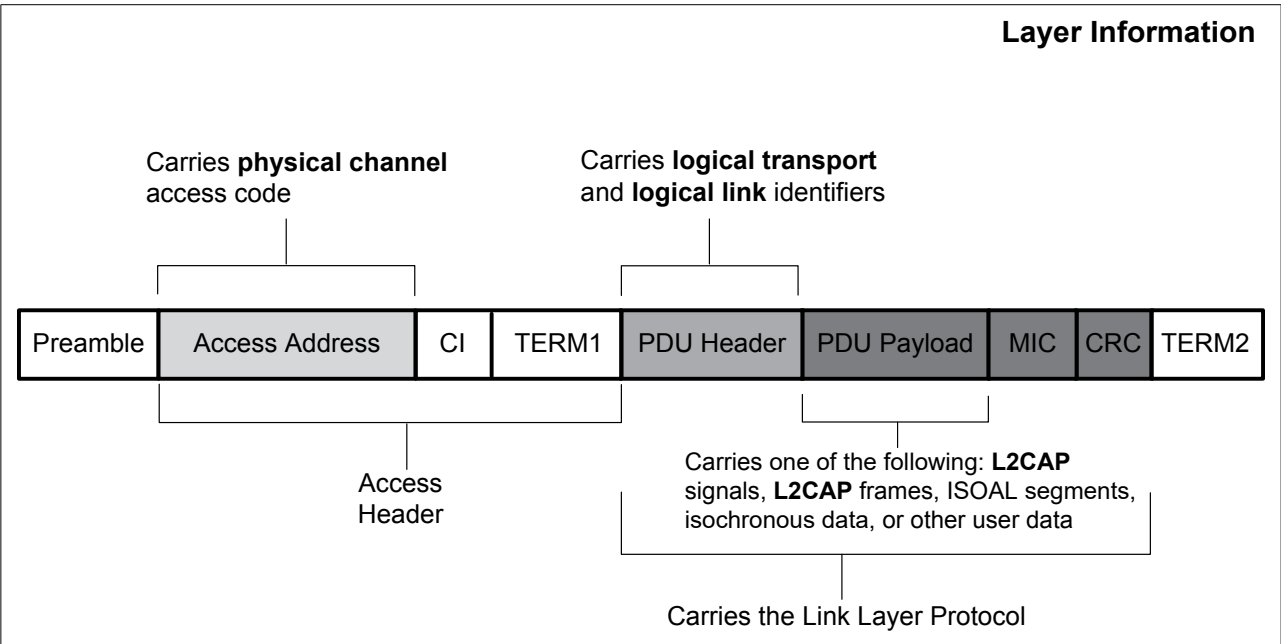 Layer Information
Carries physical channel
access code
Carries logical transport
and logical link identifiers
Preamble Access Address CI TERM1 PDU Header PDU Payload MIC CRC TERM2
Access
Header
Carries one of the following: L2CAP
signals, L2CAP frames, ISOAL segments,
isochronous data, or other user data
Carries the Link Layer Protocol